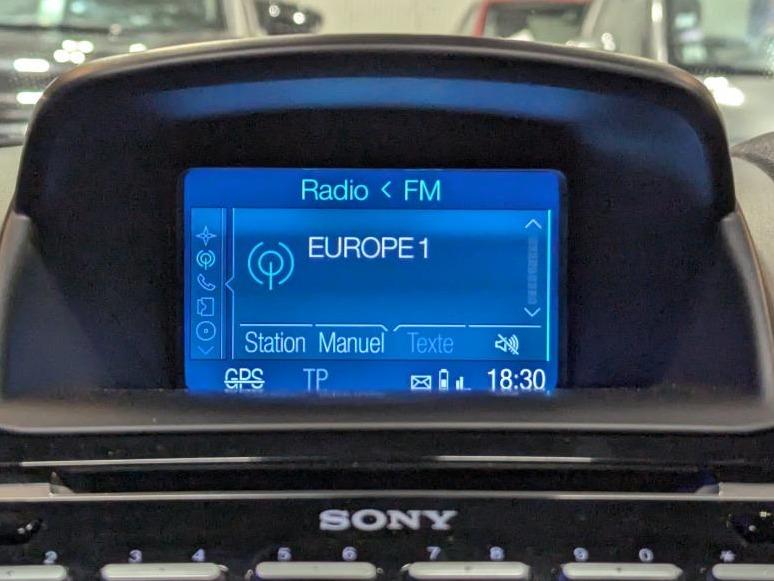 Radio < FM
EUROPE 1
Station Manuel Texte
GPS TP 18:30
SONY
2 3 4 5 6 7 8 9 0 *